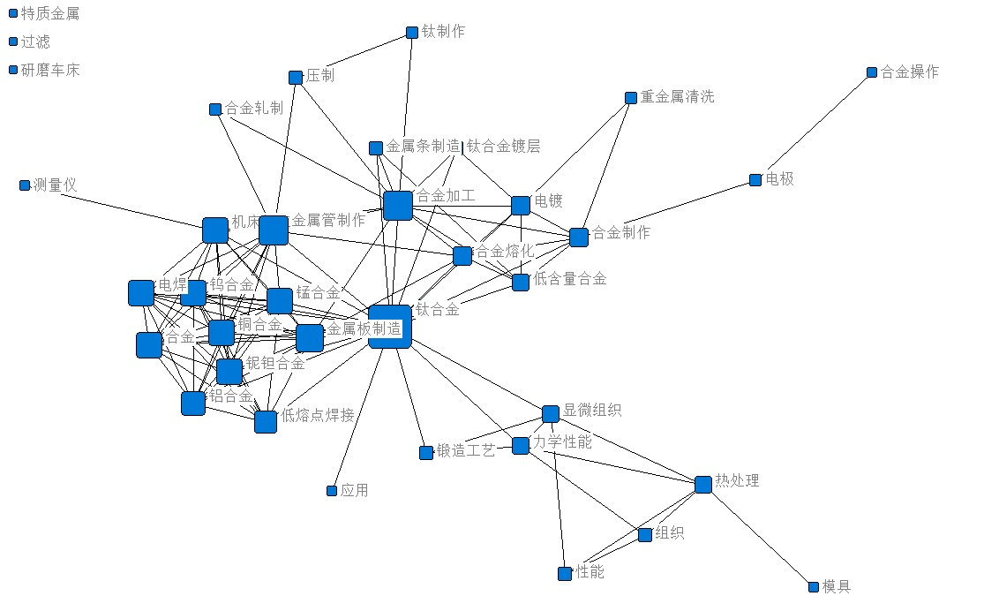 特质金属
过滤
研磨车床
钛制作
压制
合金操作
合金轧制
重金属清洗
金属条制造
钛合金镀层
测量仪
电极
合金加工
电镀
机床
金属管制作
合金制作
合金熔化
低含量合金
电焊
钨合金
锰合金
钛合金
铜合金
金属板制造
合金
铌钽合金
铝合金
低熔点焊接
显微组织
力学性能
锻造工艺
应用
热处理
组织
性能
模具